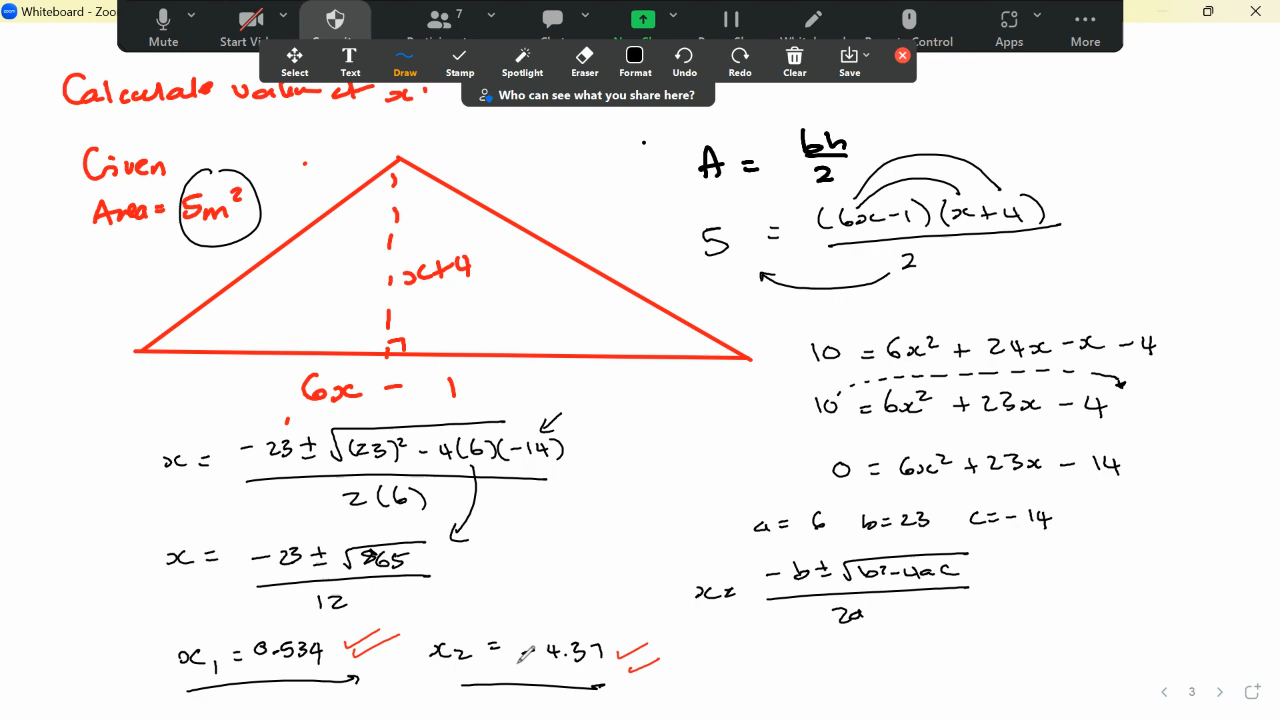 Whiteboard - Zoo
7
Mute
Start Vi
Control
Apps
More
Select
Text
Draw
Stamp
Spotlight
Eraser
Format
Undo
Redo
Clear
Save
Who can see what you share here?
Calculate value of x.
Given
Area = 5m²
x+4
6x - 1
A = bh/2
5 = (6x-1)(x+4)/2
10 = 6x² + 24x - x - 4
10 = 6x² + 23x - 4
0 = 6x² + 23x - 14
a = 6 b = 23 c = -14
x = -b ± √b²-4ac / 2a
x = -23 ± √(23)² - 4(6)(-14) / 2(6)
x = -23 ± √865 / 12
x₁ = 0.534 x₂ = -4.37
3